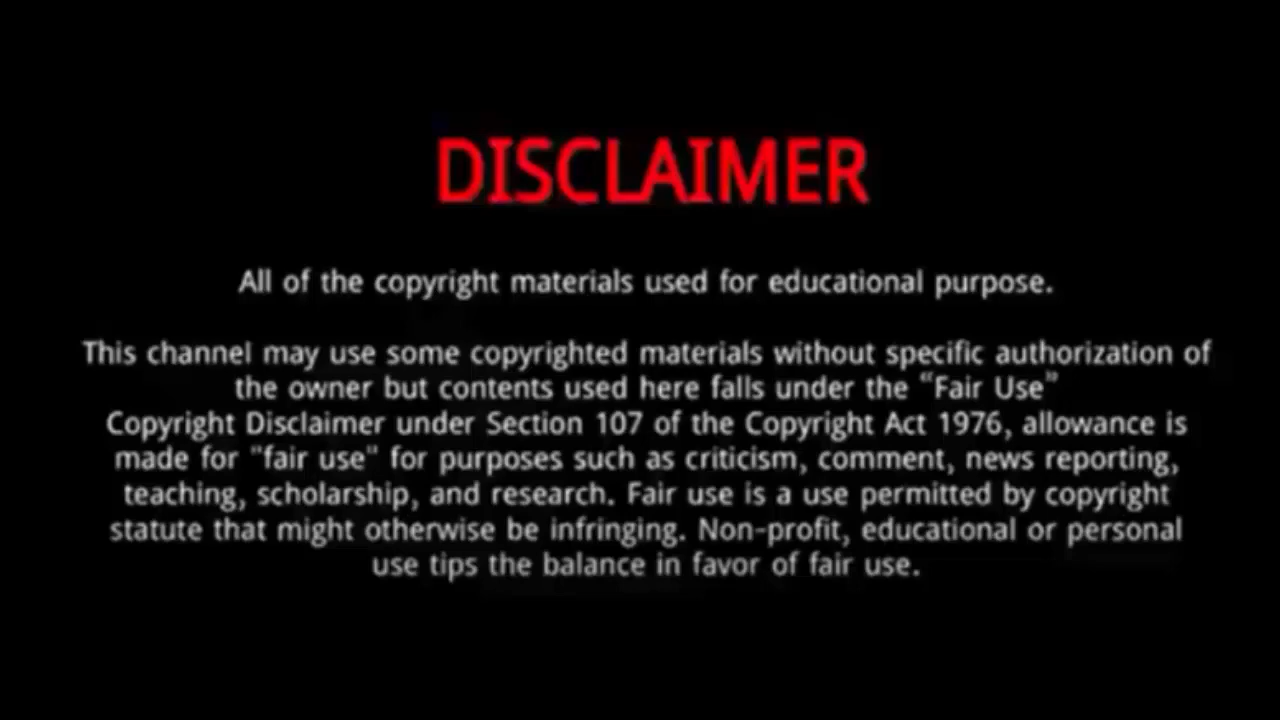 DISCLAIMER
All of the copyright materials used for educational purpose.
This channel may use some copyrighted materials without specific authorization of
the owner but contents used here falls under the “Fair Use”
Copyright Disclaimer under Section 107 of the Copyright Act 1976, allowance is
made for "fair use" for purposes such as criticism, comment, news reporting,
teaching, scholarship, and research. Fair use is a use permitted by copyright
statute that might otherwise be infringing. Non-profit, educational or personal
use tips the balance in favor of fair use.